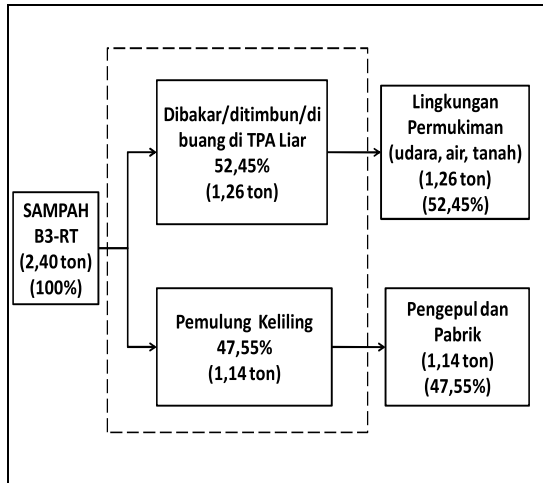 SAMPAH
B3-RT
(2,40 ton)
(100%)
Dibakar/ditimbun/di
buang di TPA Liar
52,45%
(1,26 ton)
Lingkungan
Permukiman
(udara, air, tanah)
(1,26 ton)
(52,45%)
Pemulung Keliling
47,55%
(1,14 ton)
Pengepul dan
Pabrik
(1,14 ton)
(47,55%)